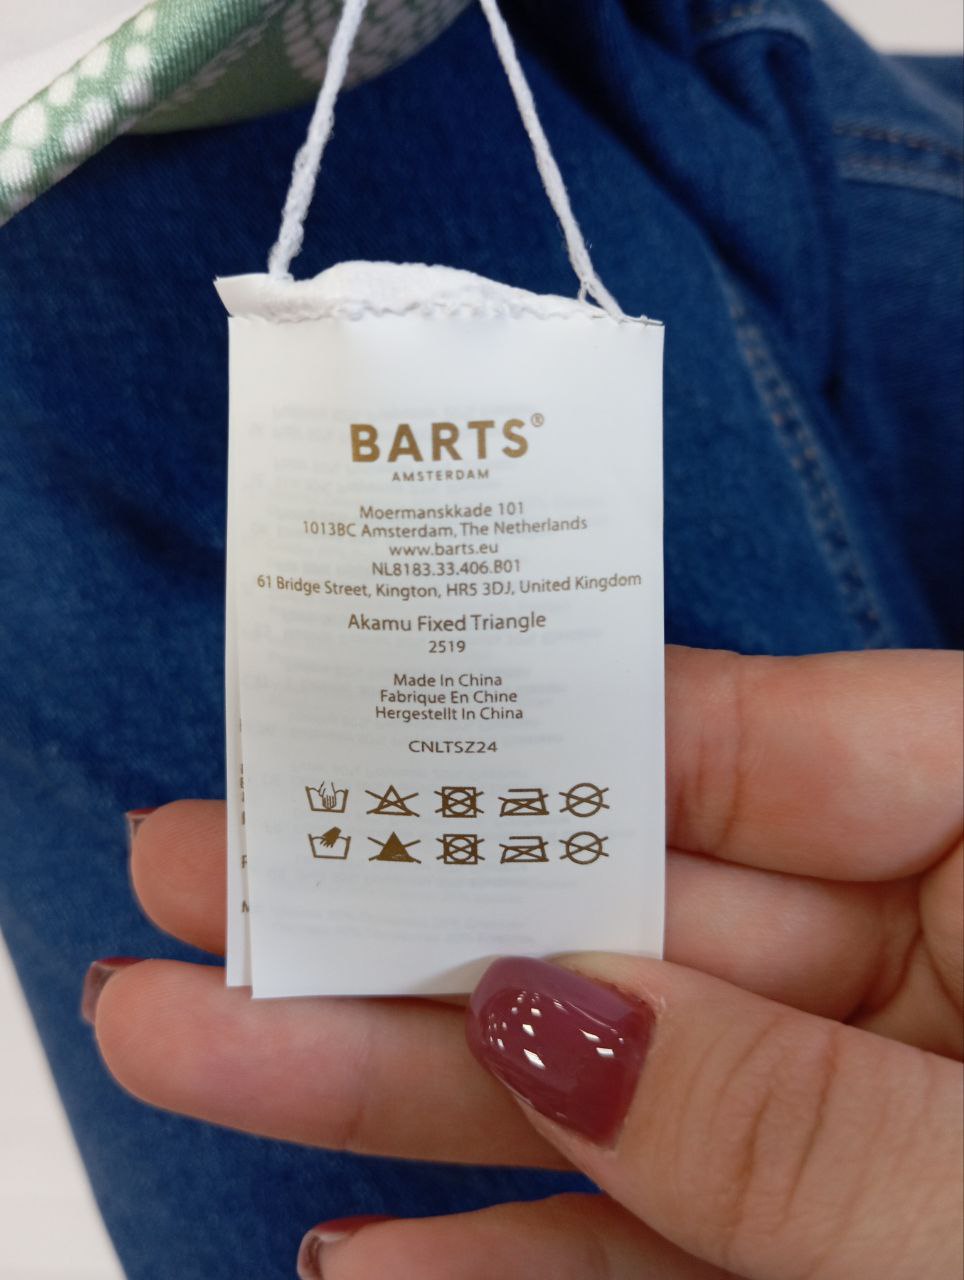 BARTS®
AMSTERDAM
Moermanskkade 101
1013BC Amsterdam, The Netherlands
www.barts.eu
NL8183.33.406.B01
61 Bridge Street, Kington, HR5 3DJ, United Kingdom
Akamu Fixed Triangle
2519
Made In China
Fabrique En Chine
Hergestellt In China
CNLTSZ24